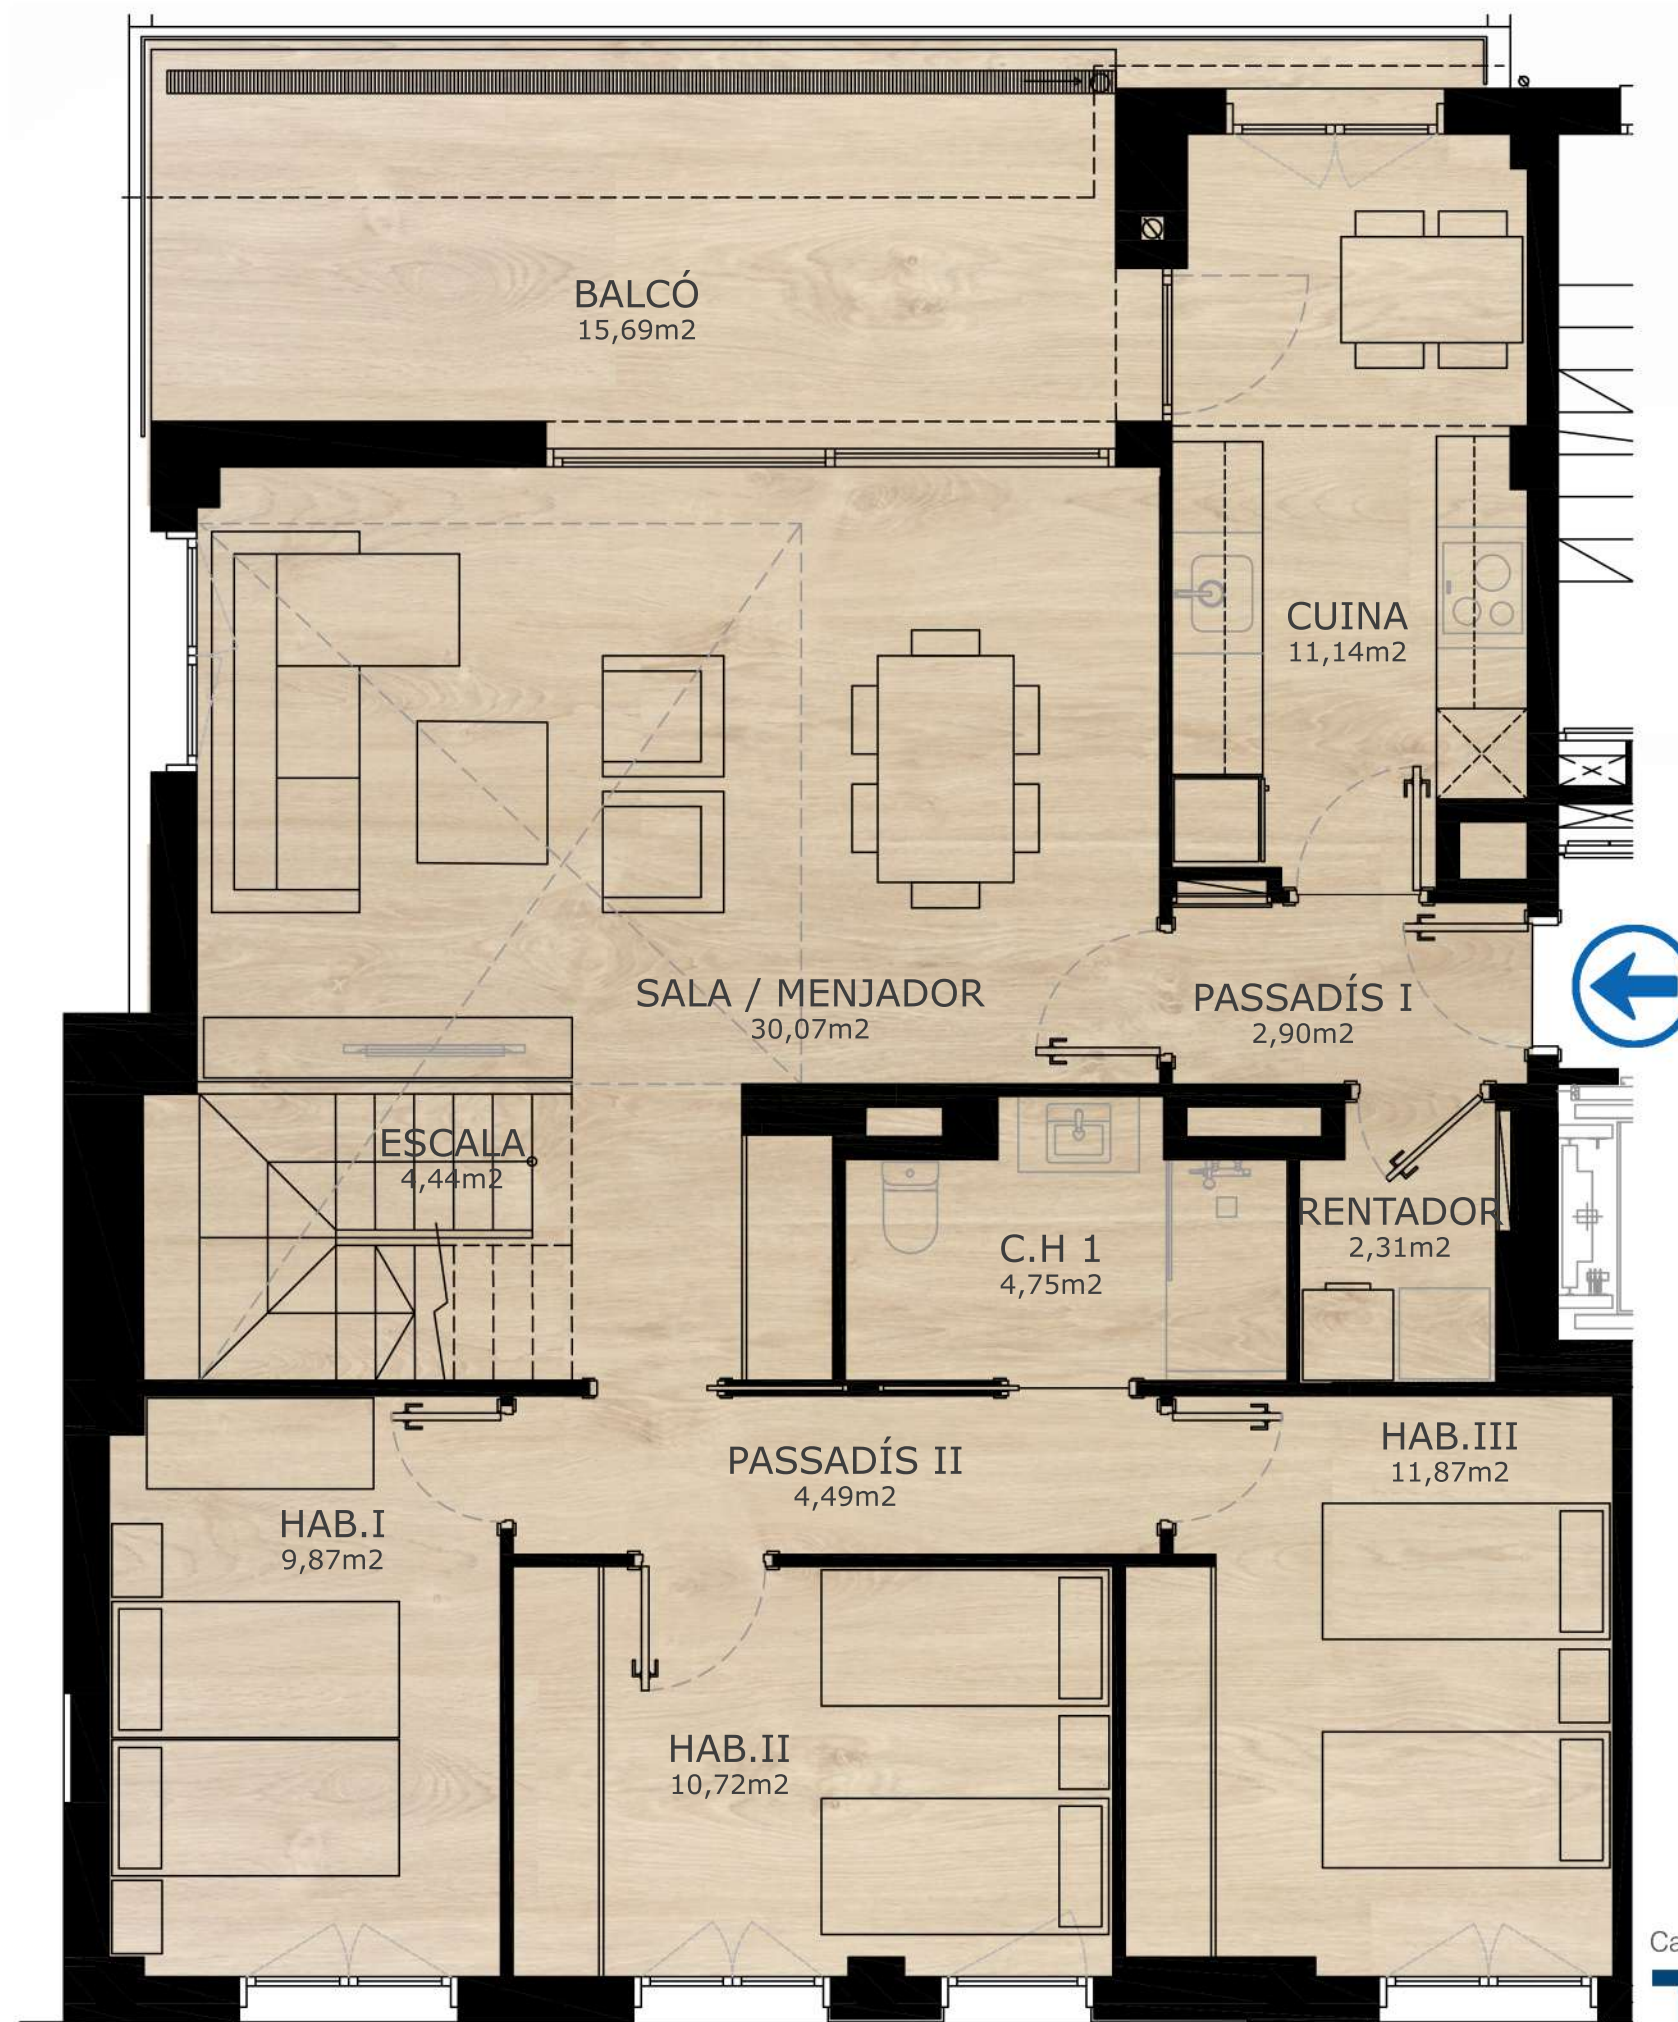 BALCÓ
15,69m2
CUINA
11,14m2
SALA / MENJADOR
30,07m2
PASSADÍS I
2,90m2
ESCALA
4,44m2
RENTADOR
2,31m2
C.H 1
4,75m2
HAB.III
11,87m2
PASSADÍS II
4,49m2
HAB.I
9,87m2
HAB.II
10,72m2
Ca